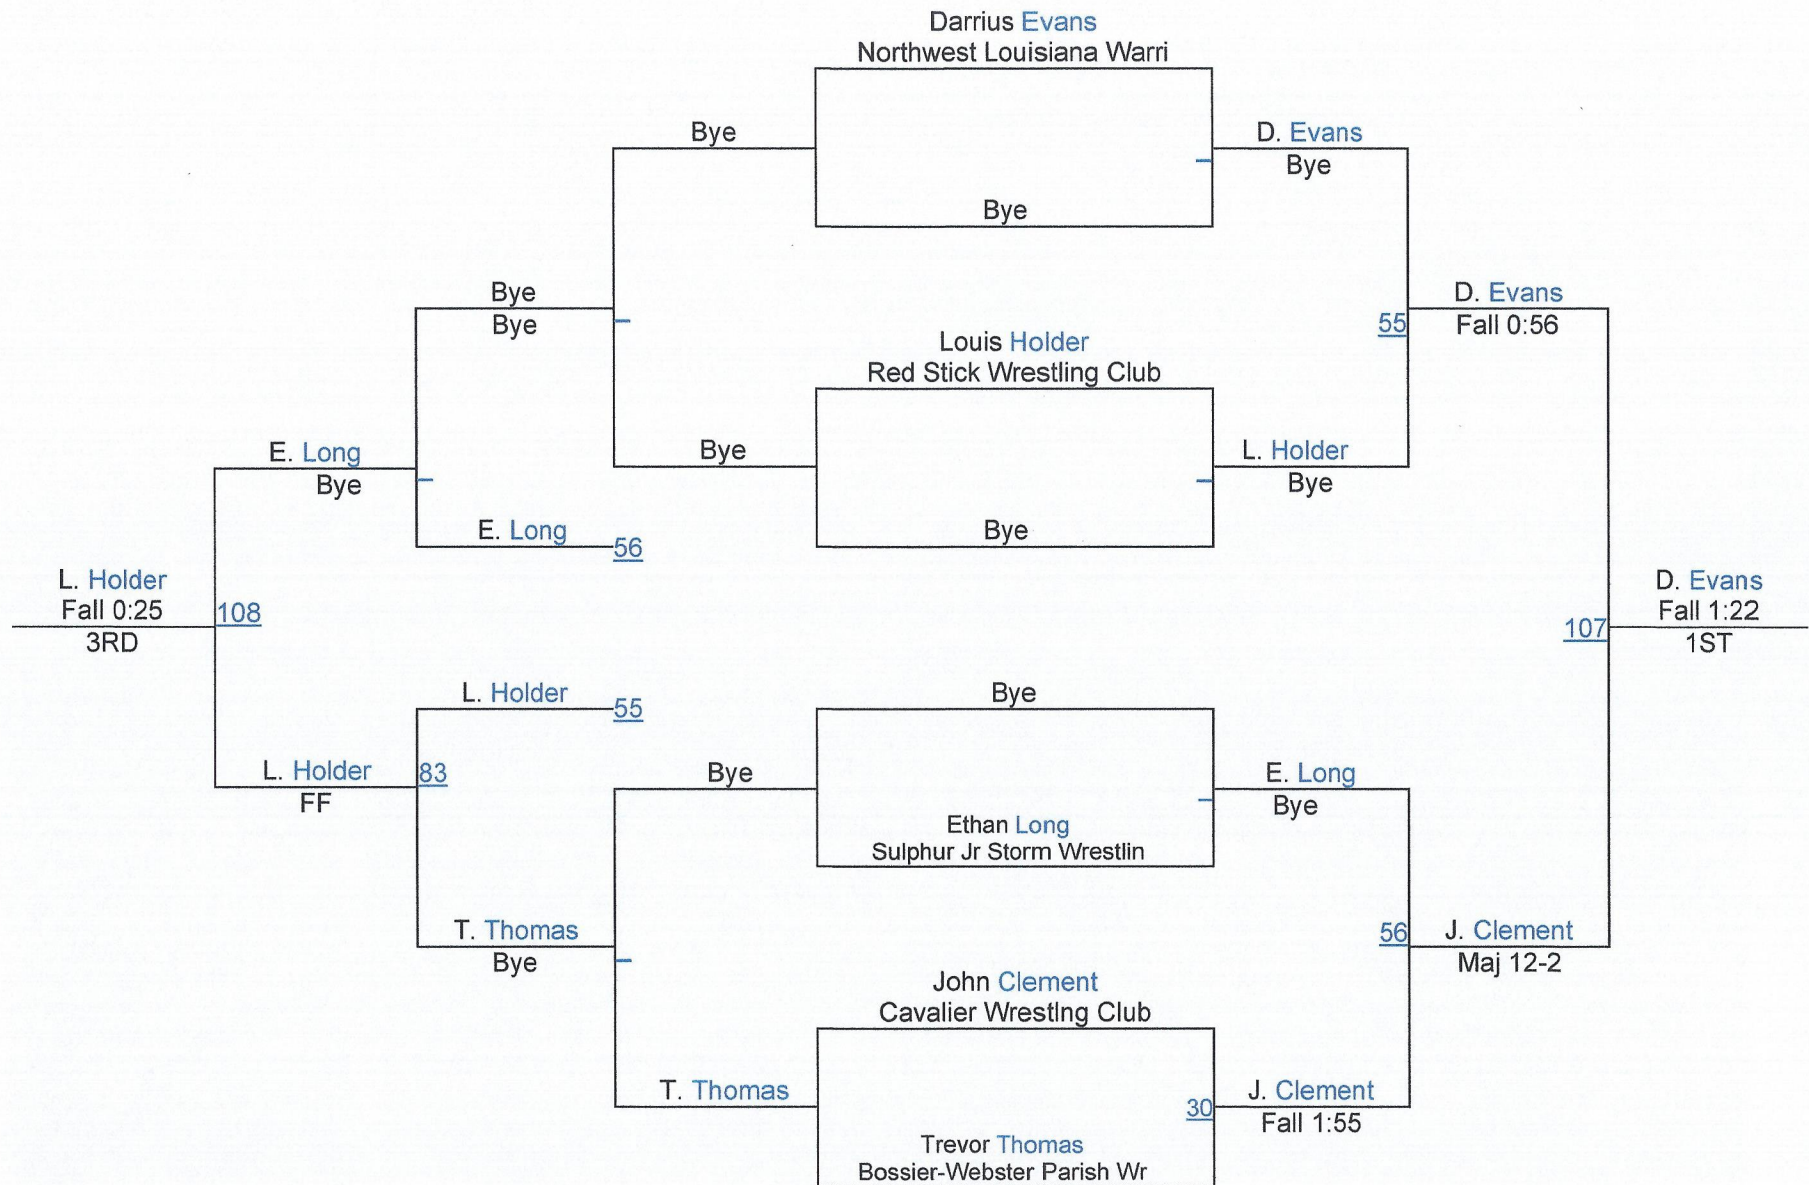 Darrius Evans
Northwest Louisiana Warri
Bye
D. Evans
Bye
Bye
Bye
Bye
D. Evans
Fall 0:56
55
Louis Holder
Red Stick Wrestling Club
E. Long
Bye
Bye
L. Holder
Bye
E. Long
56
Bye
L. Holder
Fall 0:25
3RD
108
D. Evans
Fall 1:22
1ST
107
L. Holder
55
Bye
L. Holder
FF
83
Bye
E. Long
Bye
Ethan Long
Sulphur Jr Storm Wrestlin
T. Thomas
Bye
56
J. Clement
Maj 12-2
John Clement
Cavalier Wrestlng Club
T. Thomas
30
J. Clement
Fall 1:55
Trevor Thomas
Bossier-Webster Parish Wr